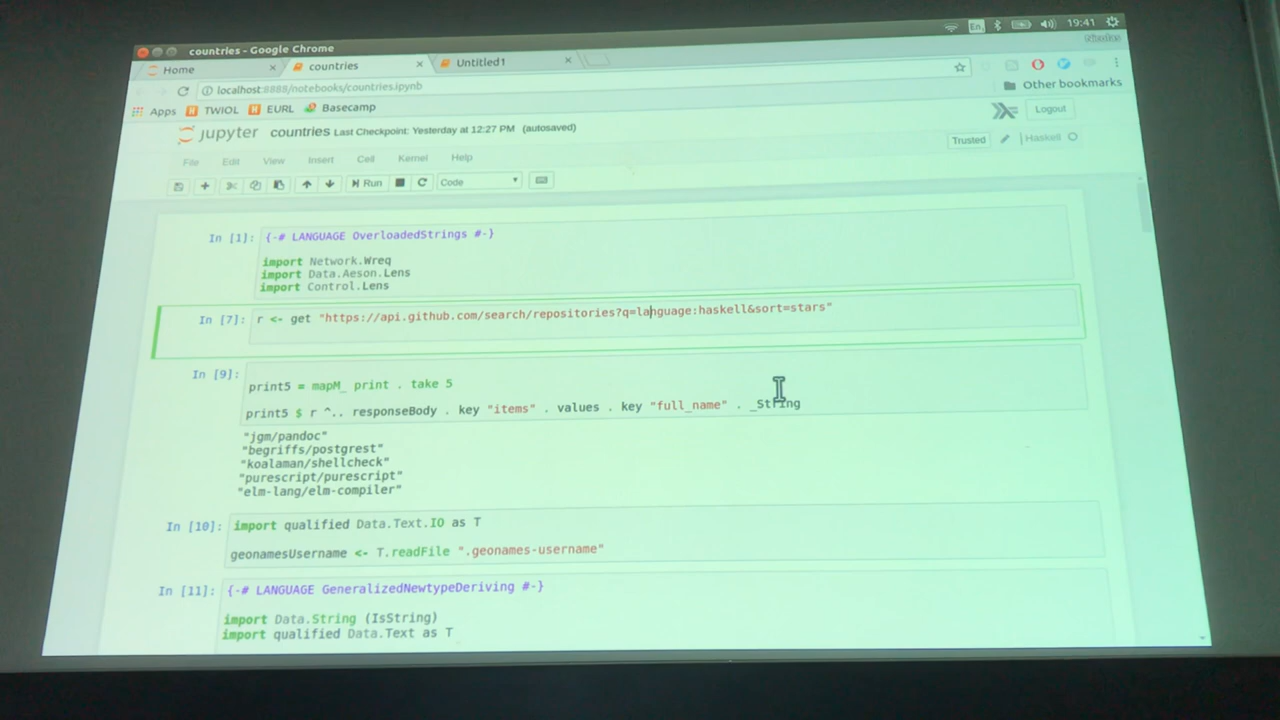 countries - Google Chrome
En
19:41
Nicolas
Home
countries
Untitled1
localhost:8888/notebooks/countries.ipynb
Apps
TWIOL
EURL
Basecamp
Other bookmarks
jupyter countries Last Checkpoint: Yesterday at 12:27 PM (autosaved)
Logout
File Edit View Insert Cell Kernel Help
Trusted
Haskell
Run
Code
In [1]: {-# LANGUAGE OverloadedStrings #-}
import Network.Wreq
import Data.Aeson.Lens
import Control.Lens
In [7]: r <- get "https://api.github.com/search/repositories?q=language:haskell&sort=stars"
In [9]:
print5 = mapM_ print . take 5
print5 $ r ^.. responseBody . key "items" . values . key "full_name" . _String
"jgm/pandoc"
"begriffs/postgrest"
"koalaman/shellcheck"
"purescript/purescript"
"elm-lang/elm-compiler"
In [10]: import qualified Data.Text.IO as T
geonamesUsername <- T.readFile ".geonames-username"
In [11]: {-# LANGUAGE GeneralizedNewtypeDeriving #-}
import Data.String (IsString)
import qualified Data.Text as T